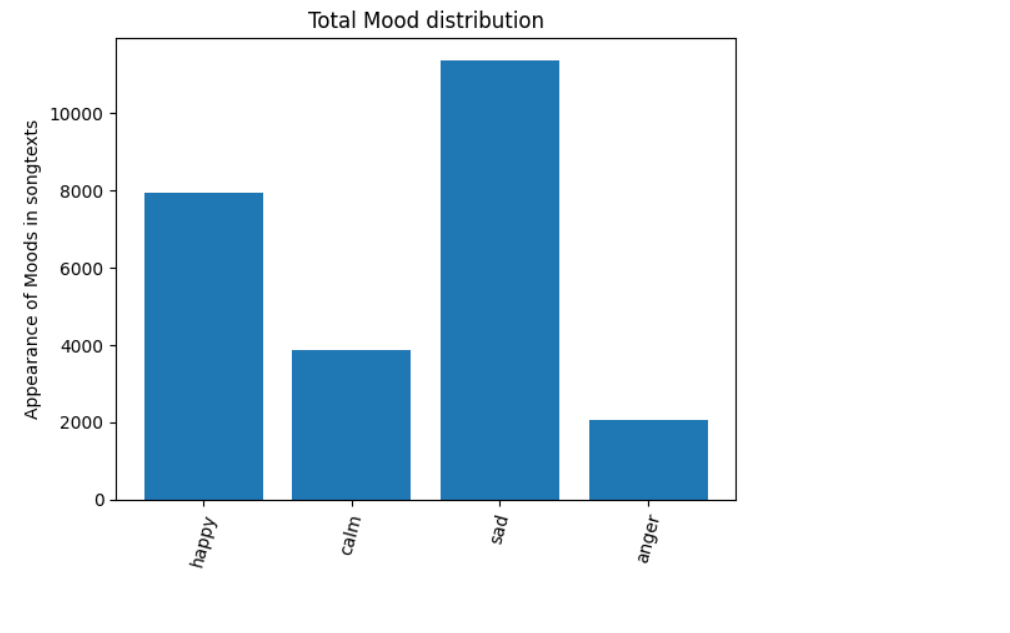 Total Mood distribution
Appearance of Moods in songtexts
10000
8000
6000
4000
2000
0
happy
calm
sad
anger